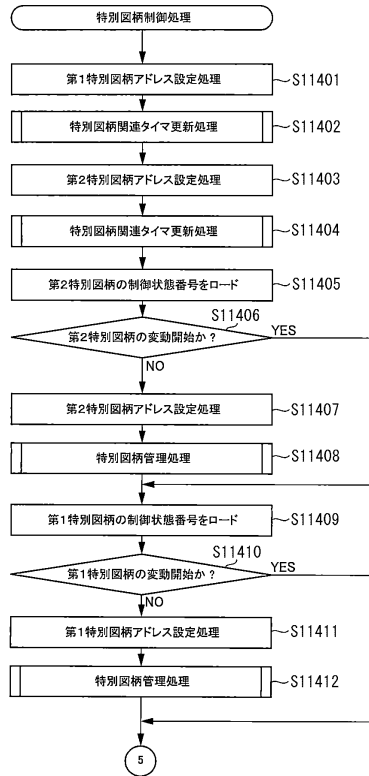 特別図柄制御処理
第1特別図柄アドレス設定処理 S11401
特別図柄関連タイマ更新処理 S11402
第2特別図柄アドレス設定処理 S11403
特別図柄関連タイマ更新処理 S11404
第2特別図柄の制御状態番号をロード S11405
S11406
第2特別図柄の変動開始か? YES
NO
第2特別図柄アドレス設定処理 S11407
特別図柄管理処理 S11408
第1特別図柄の制御状態番号をロード S11409
S11410
第1特別図柄の変動開始か? YES
NO
第1特別図柄アドレス設定処理 S11411
特別図柄管理処理 S11412
5